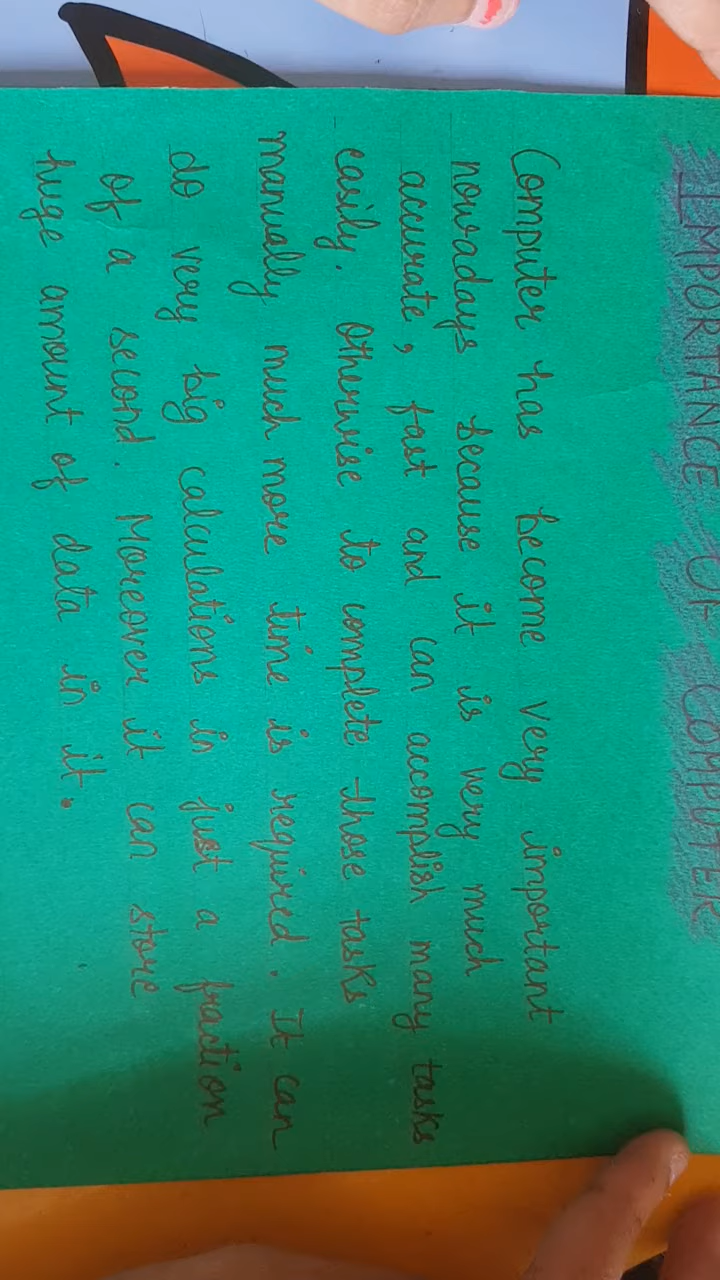 IMPORTANCE OF COMPUTER
Computer has become very important
nowadays because it is very much
accurate, fast and can accomplish many tasks
easily. Otherwise to complete those tasks
manually much more time is required. It can
do very big calculations in just a fraction
of a second. Moreover it can store
huge amount of data in it.